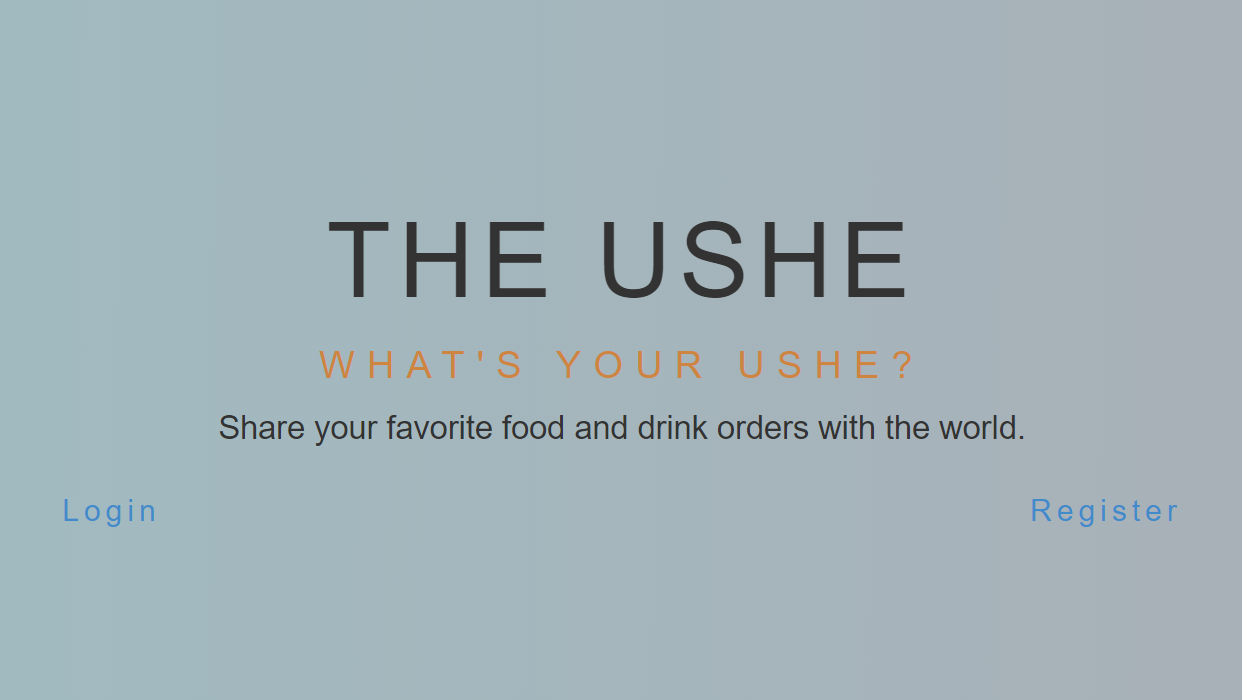 THE USHE
WHAT'S YOUR USHE?
Share your favorite food and drink orders with the world.
Login Register